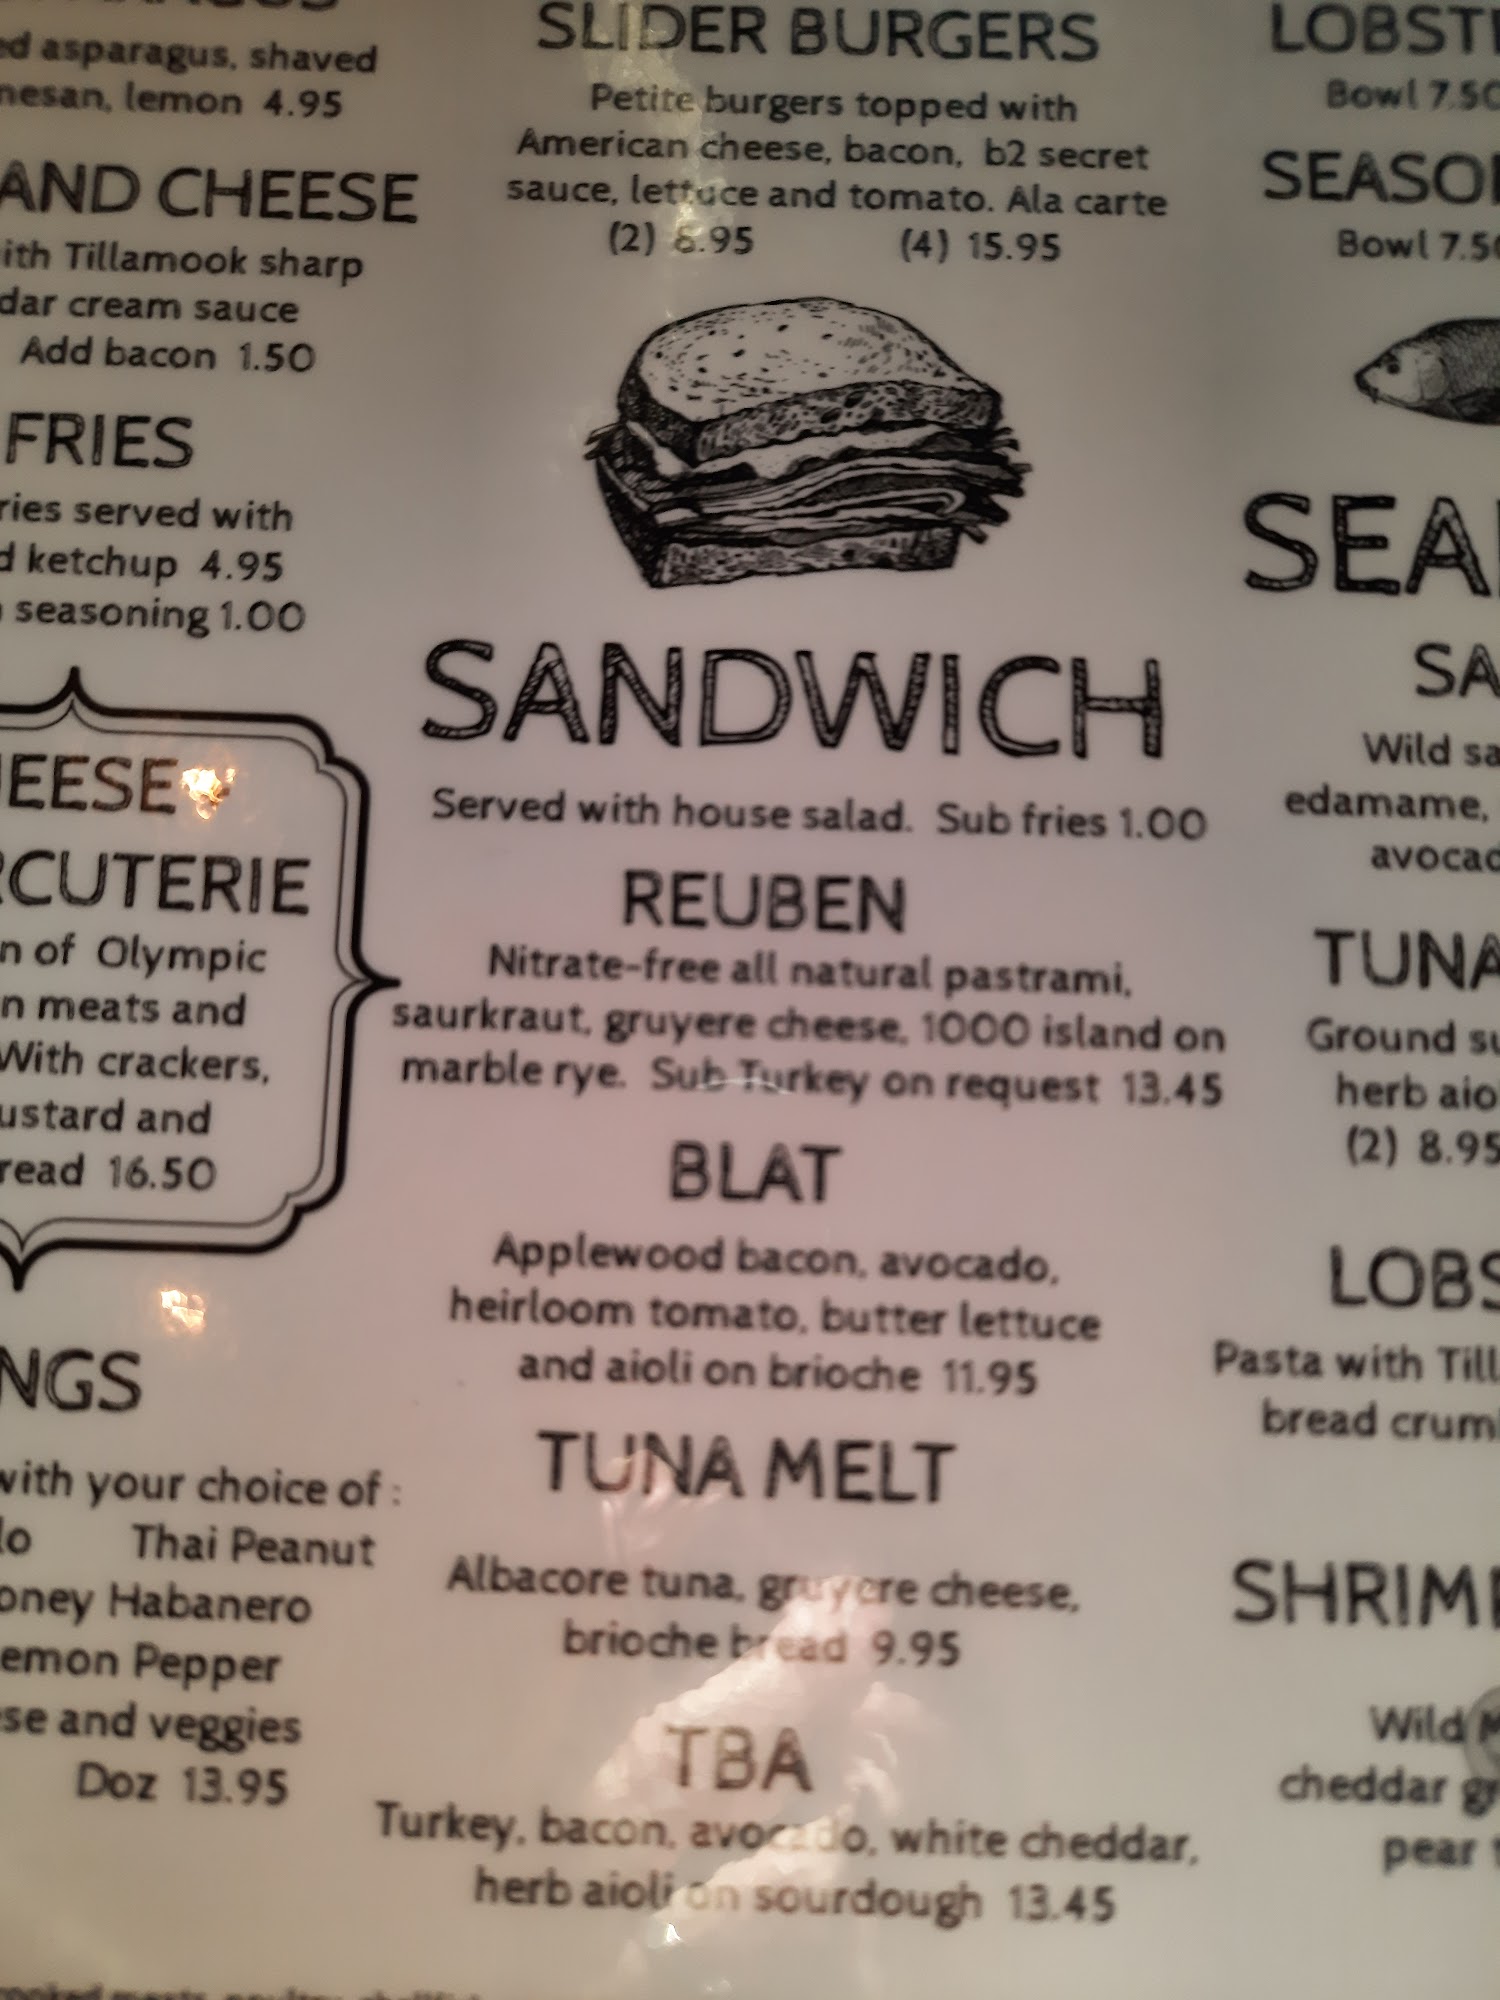 ed asparagus, shaved
lemon 4.95
AND CHEESE
ith Tillamook sharp
dar cream sauce
Add bacon 1.50
FRIES
ries served with
d ketchup 4.95
seasoning 1.00
EESE
RCUTERIE
n of Olympic
n meats and
With crackers,
ustard and
read 16.50
NGS
with your choice of :
lo Thai Peanut
oney Habanero
emon Pepper
se and veggies
Doz 13.95
SLIDER BURGERS
Petite burgers topped with
American cheese, bacon, b2 secret
sauce, lettuce and tomato. Ala carte
(2) 8.95 (4) 15.95
SANDWICH
Served with house salad. Sub fries 1.00
REUBEN
Nitrate-free all natural pastrami,
saurkraut, gruyere cheese, 1000 island on
marble rye. Sub Turkey on request 13.45
BLAT
Applewood bacon, avocado,
heirloom tomato, butter lettuce
and aioli on brioche 11.95
TUNA MELT
Albacore tuna, gruyere cheese,
brioche bread 9.95
TBA
Turkey, bacon, avocado, white cheddar,
herb aioli on sourdough 13.45
LOBST
Bowl 7.50
SEASO
Bowl 7.50
SEA
SA
Wild sa
edamame,
avocad
TUNA
Ground su
herb aio
(2) 8.95
LOBS
Pasta with Till
bread crum
SHRIM
Wild
cheddar gr
pear